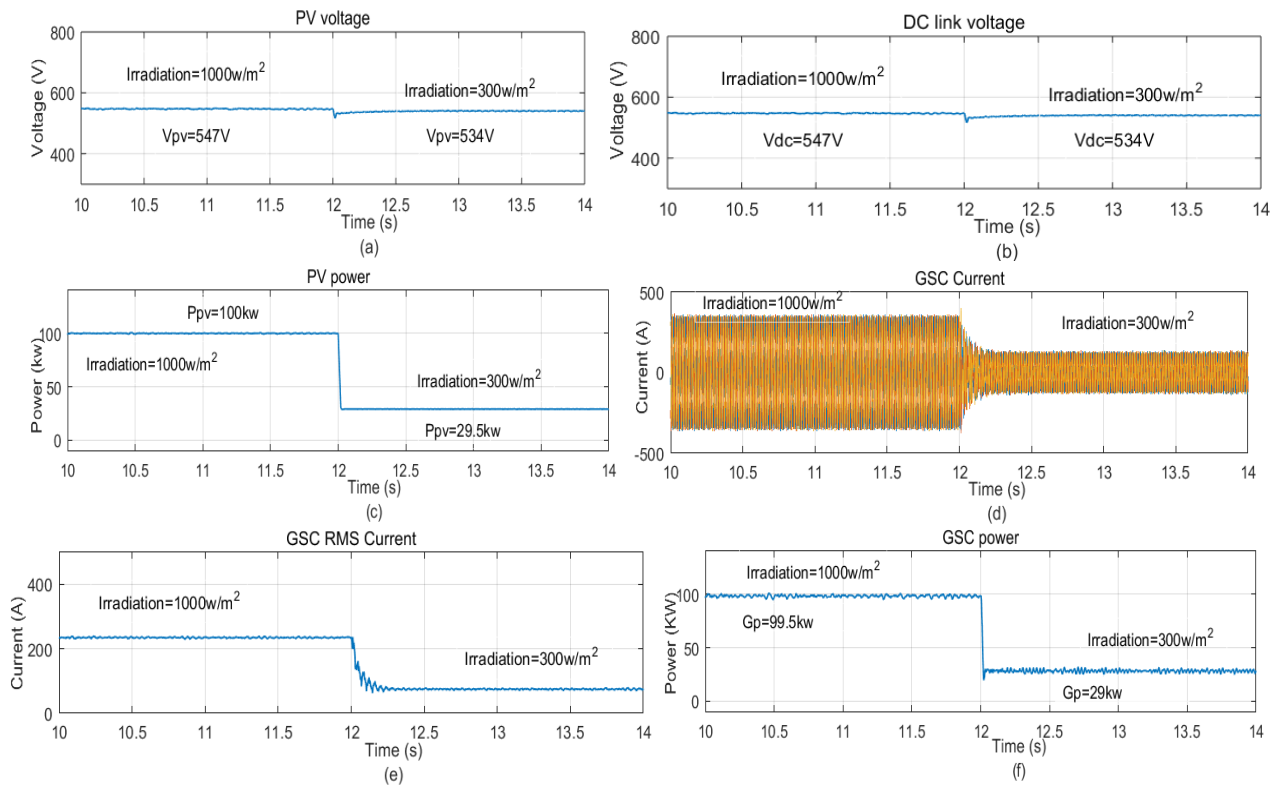 PV voltage
800
600
400
Voltage (V)
Irradiation=1000w/m²
Irradiation=300w/m²
Vpv=547V
Vpv=534V
10 10.5 11 11.5 12 12.5 13 13.5 14
Time (s)
(a)
DC link voltage
800
600
400
Voltage (V)
Irradiation=1000w/m²
Irradiation=300w/m²
Vdc=547V
Vdc=534V
10 10.5 11 11.5 12 12.5 13 13.5 14
Time (s)
(b)
PV power
100
50
0
Power (kw)
Ppv=100kw
Irradiation=1000w/m²
Irradiation=300w/m²
Ppv=29.5kw
10 10.5 11 11.5 12 12.5 13 13.5 14
Time (s)
(c)
GSC Current
500
0
-500
Current (A)
Irradiation=1000w/m²
Irradiation=300w/m²
10 10.5 11 11.5 12 12.5 13 13.5 14
Time (s)
(d)
GSC RMS Current
400
200
0
Current (A)
Irradiation=1000w/m²
Irradiation=300w/m²
10 10.5 11 11.5 12 12.5 13 13.5 14
Time (s)
(e)
GSC power
100
50
0
Power (KW)
Irradiation=1000w/m²
Gp=99.5kw
Irradiation=300w/m²
Gp=29kw
10 10.5 11 11.5 12 12.5 13 13.5 14
Time (s)
(f)